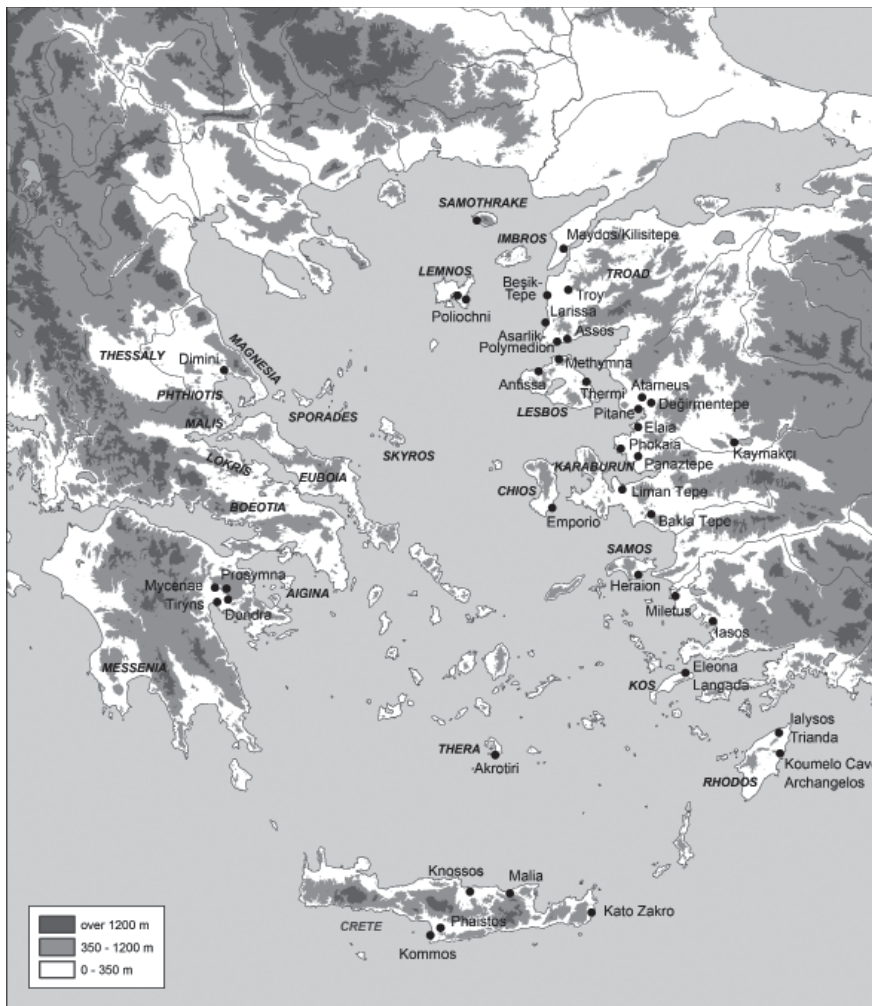 SAMOTHRAKE
IMBROS
Maydos/Kilisitepe
TROAD
LEMNOS
Beşik-
Tepe
Troy
Poliochni
Larissa
Asarlik-
Polymedion
Assos
Methymna
Antissa
Thermi
LESBOS
Atarneus
Değirmentepe
Pitane
Elaia
Phokaia
Panaztepe
Kaymakçı
KARABURUN
CHIOS
Liman Tepe
Emporio
Bakla Tepe
THESSALY
Dimini
MAGNESIA
PHTHIOTIS
MALIS
SPORADES
SKYROS
LOKRIS
EUBOIA
BOEOTIA
SAMOS
Heraion
Miletus
Iasos
Mycenae
Prosymna
Tiryns
Dendra
AIGINA
MESSENIA
Eleona
Langada
KOS
THERA
Akrotiri
Ialysos
Trianda
Koumelo Cave
Archangelos
RHODOS
Knossos
Malia
Kato Zakro
CRETE
Phaistos
Kommos
over 1200 m
350 - 1200 m
0 - 350 m